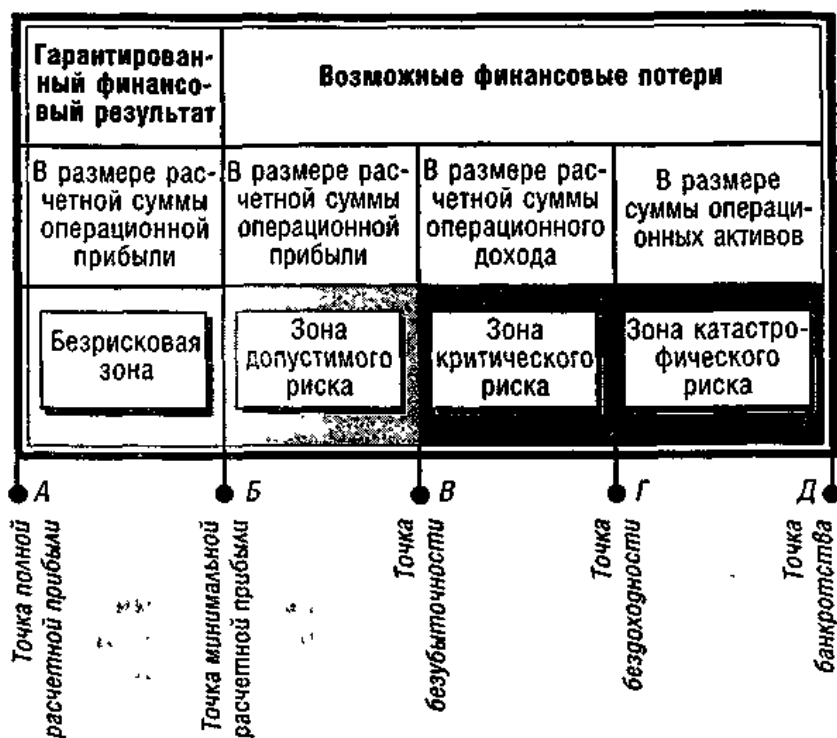 Гарантирован-
ный финансо-
вый результат
Возможные финансовые потери
В размере рас-
четной суммы
операционной
прибыли
В размере рас-
четной суммы
операционной
прибыли
В размере расчетной суммы
операционного
дохода
В размере
суммы операци-
онных активов
Безрисковая
зона
Зона
допустимого
риска
Зона
критического
риска
Зона катастро-
фического
риска
А
Б
В
Г
Д
Точка полной
расчетной прибыли
Точка минимальной
расчетной прибыли
Точка
безубыточности
Точка
бездоходности
Точка
банкротства